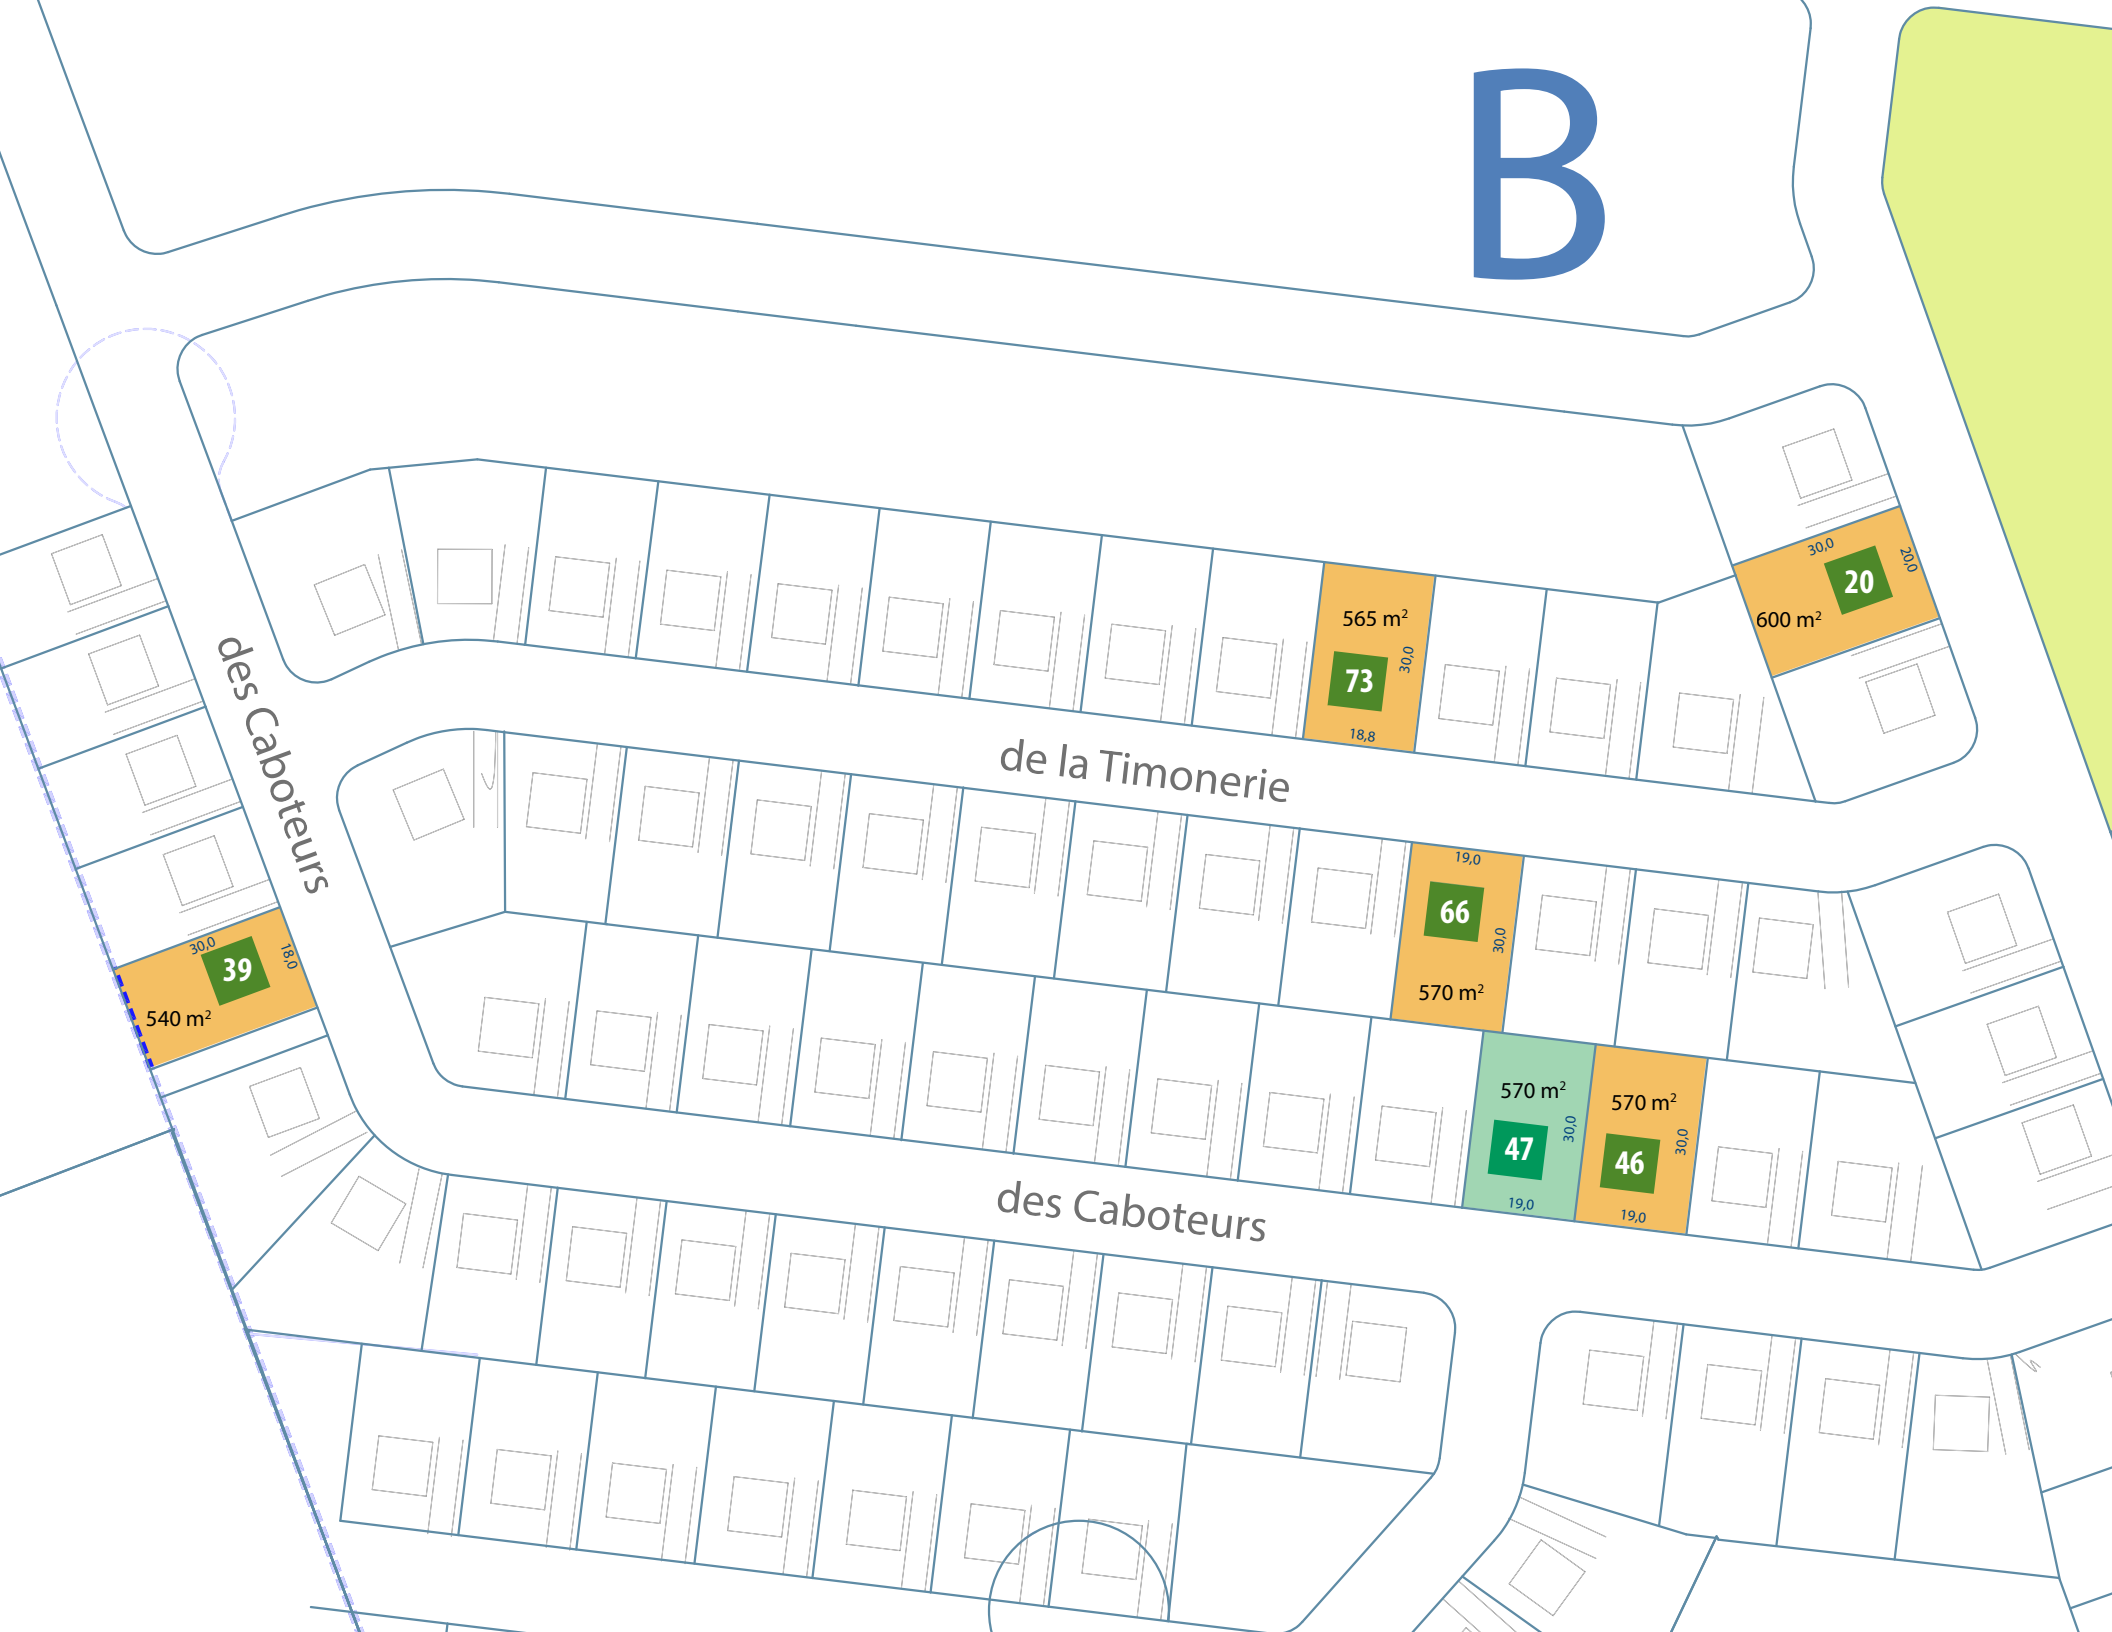 B
30,0
20,0
20
600 m²
565 m²
30,0
73
18,8
des Caboteurs
de la Timonerie
19,0
66
30,0
570 m²
30,0
18,0
39
540 m²
570 m²
30,0
47
19,0
570 m²
30,0
46
19,0
des Caboteurs